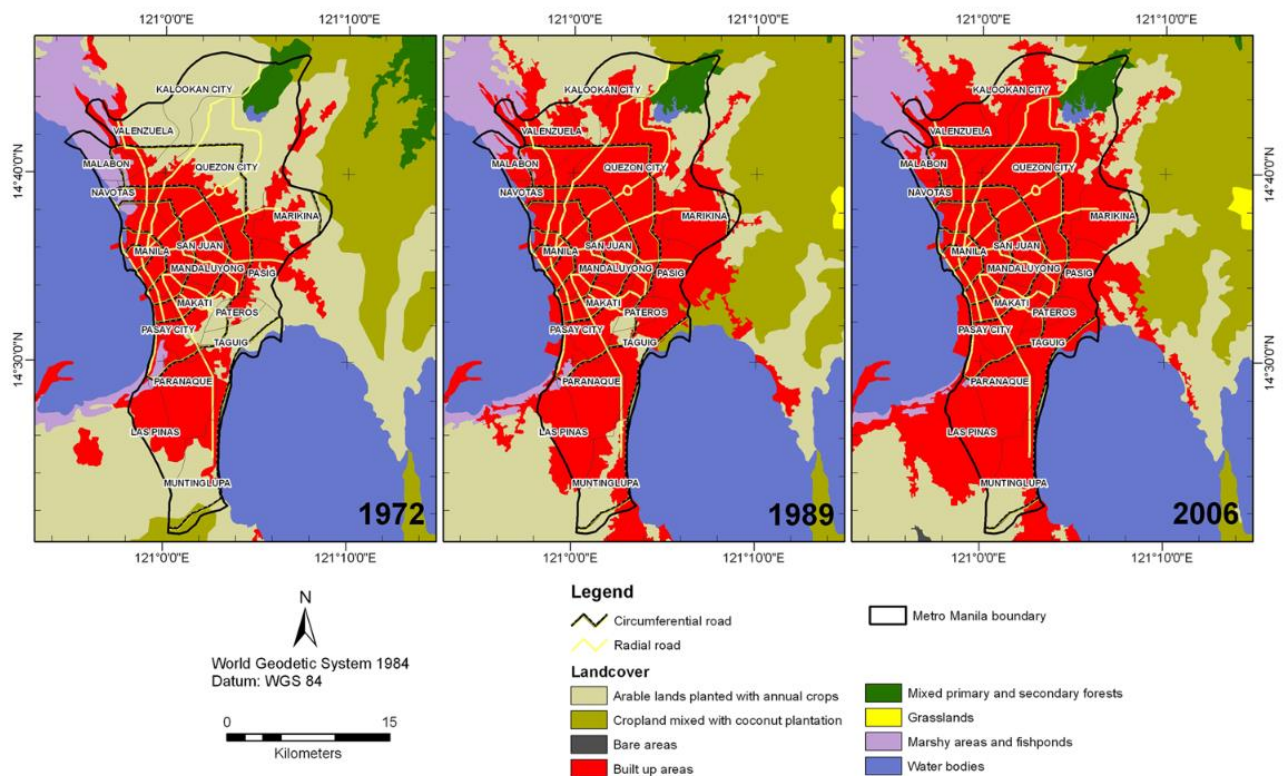 121°0'0"E 121°10'0"E 121°0'0"E 121°10'0"E 121°0'0"E 121°10'0"E
14°40'0"N
14°30'0"N
KALOOKAN CITY
VALENZUELA
MALABON
QUEZON CITY
NAVOTAS
MARIKINA
SAN JUAN
MANILA
MANDALUYONG
PASIG
MAKATI
PATEROS
PASAY CITY
TAGUIG
PARANAQUE
LAS PINAS
MUNTINGLUPA
1972
KALOOKAN CITY
VALENZUELA
MALABON
QUEZON CITY
NAVOTAS
MARIKINA
SAN JUAN
MANILA
MANDALUYONG
PASIG
MAKATI
PATEROS
PASAY CITY
TAGUIG
PARANAQUE
LAS PINAS
MUNTINGLUPA
1989
KALOOKAN CITY
VALENZUELA
MALABON
QUEZON CITY
NAVOTAS
MARIKINA
SAN JUAN
MANILA
MANDALUYONG
PASIG
MAKATI
PATEROS
PASAY CITY
TAGUIG
PARANAQUE
LAS PINAS
MUNTINGLUPA
2006
14°40'0"N
14°30'0"N
121°0'0"E 121°10'0"E 121°0'0"E 121°10'0"E 121°0'0"E 121°10'0"E
N
World Geodetic System 1984
Datum: WGS 84
0 15
Kilometers
Legend
Circumferential road
Radial road
Metro Manila boundary
Landcover
Arable lands planted with annual crops
Cropland mixed with coconut plantation
Bare areas
Built up areas
Mixed primary and secondary forests
Grasslands
Marshy areas and fishponds
Water bodies